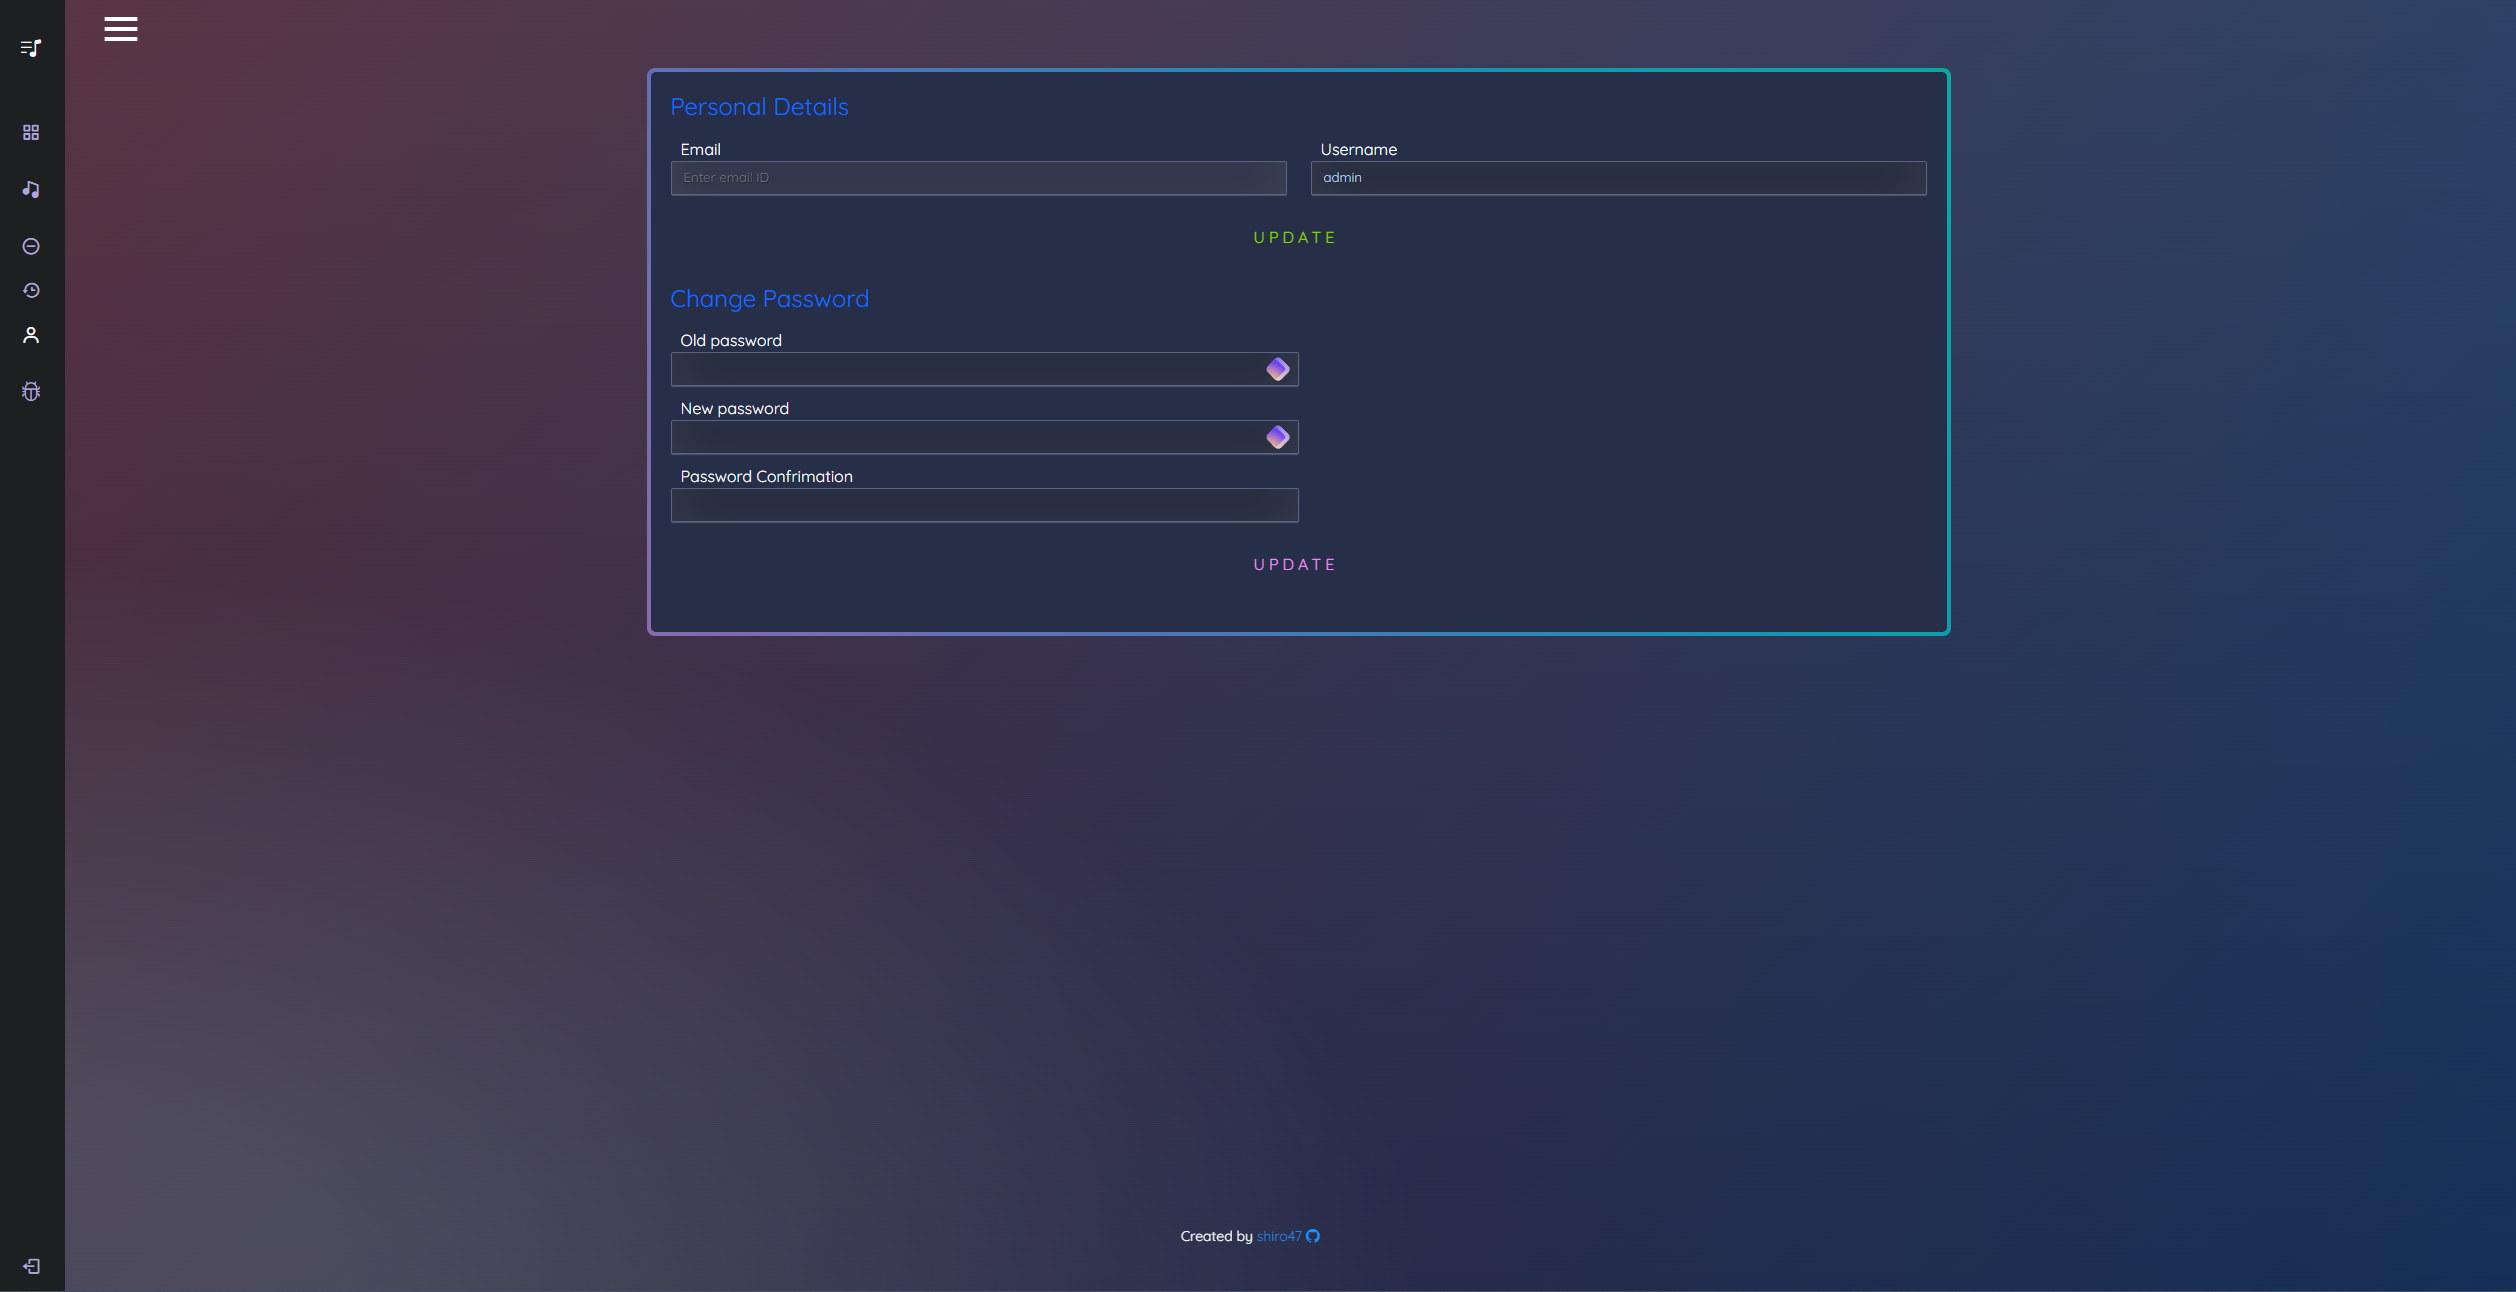 Personal Details
Email Username
Enter email ID admin
UPDATE
Change Password
Old password
New password
Password Confrimation
UPDATE
Created by shiro47